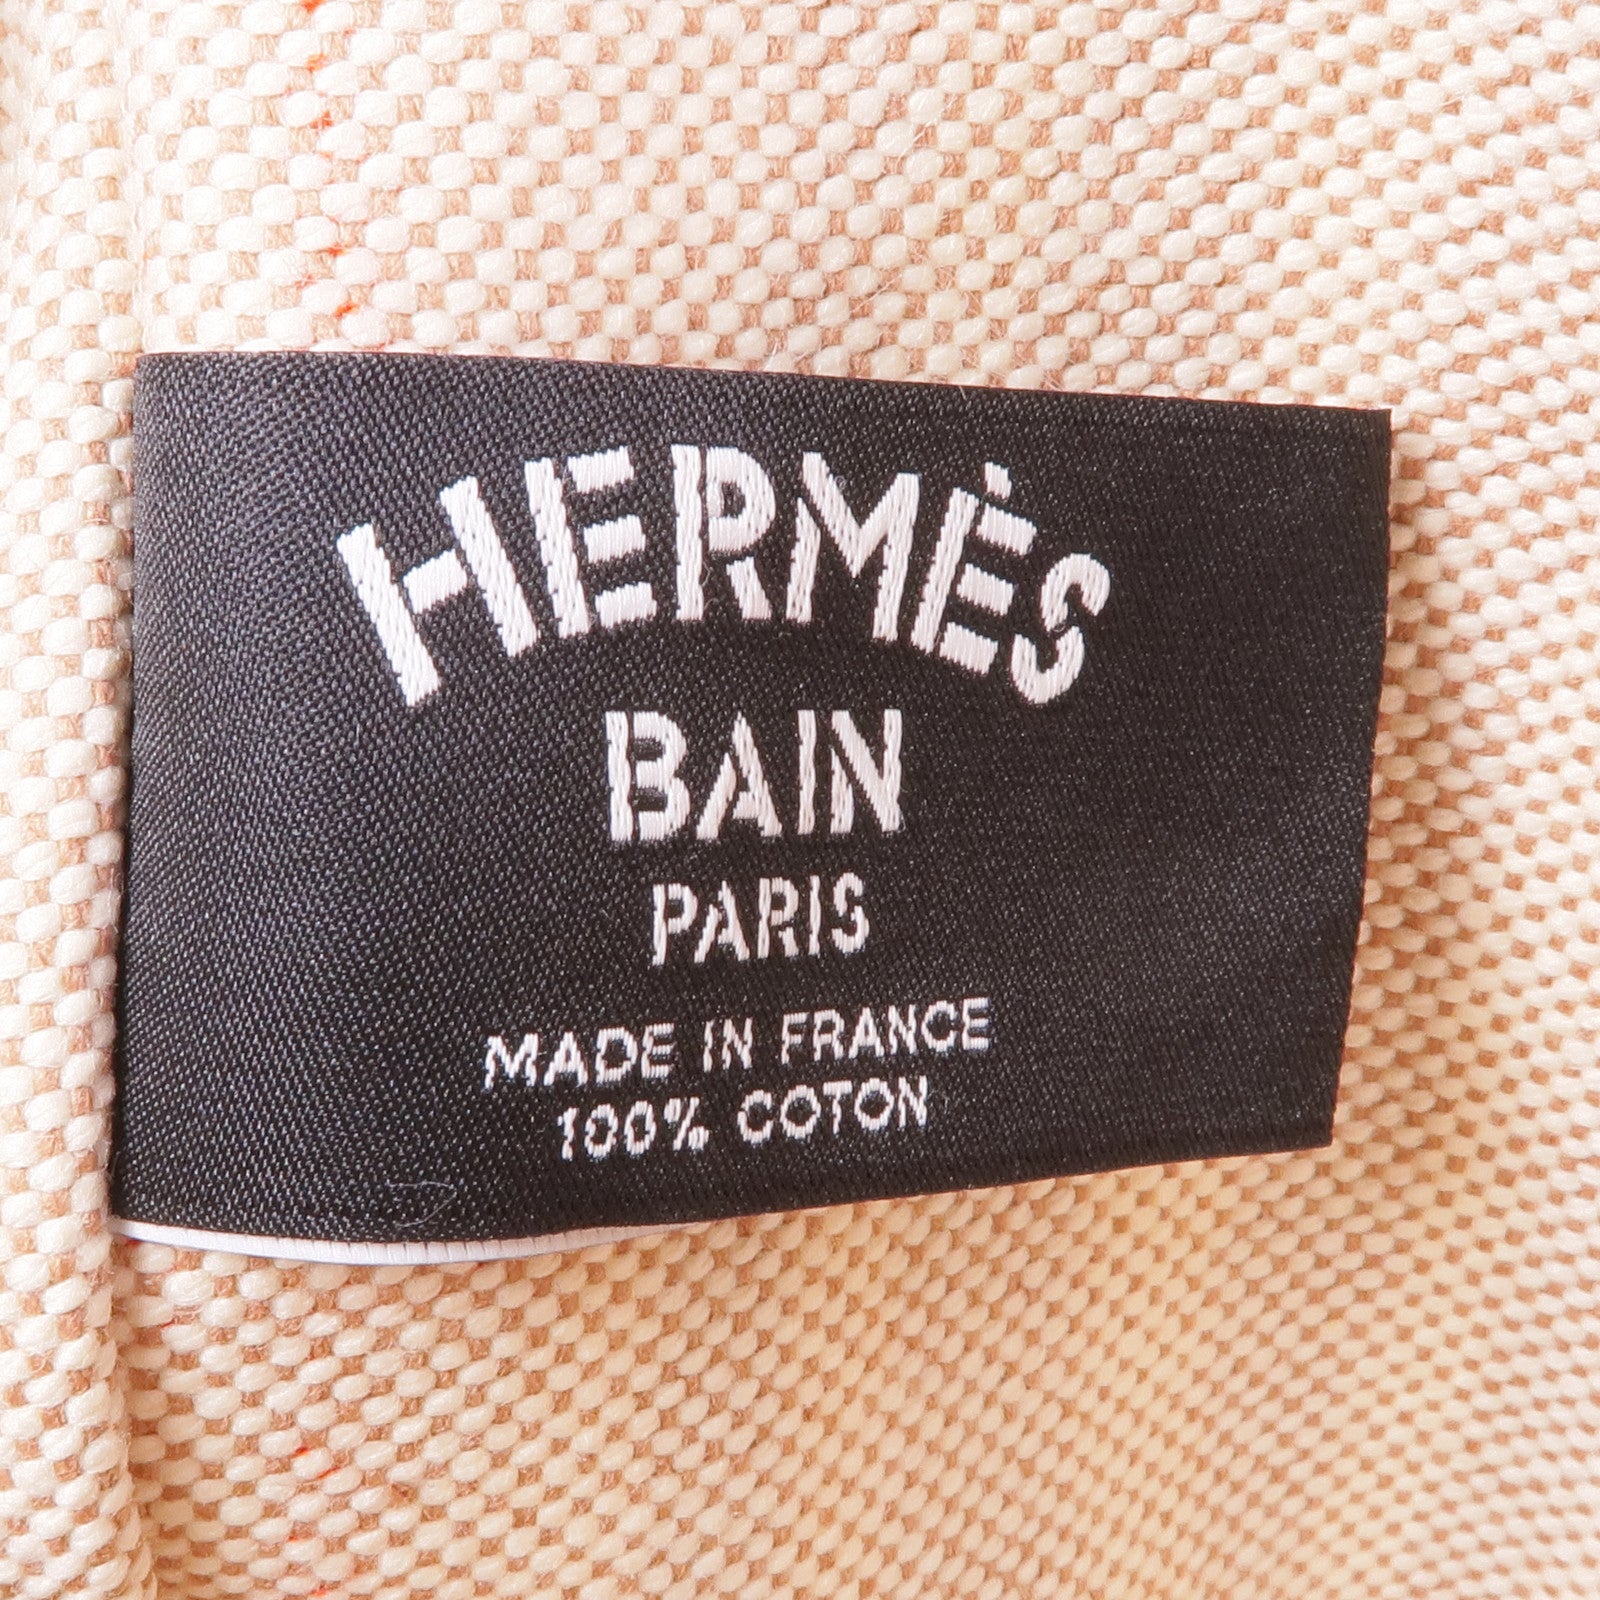 HERMÈS
BAIN
PARIS
MADE IN FRANCE
100% COTON